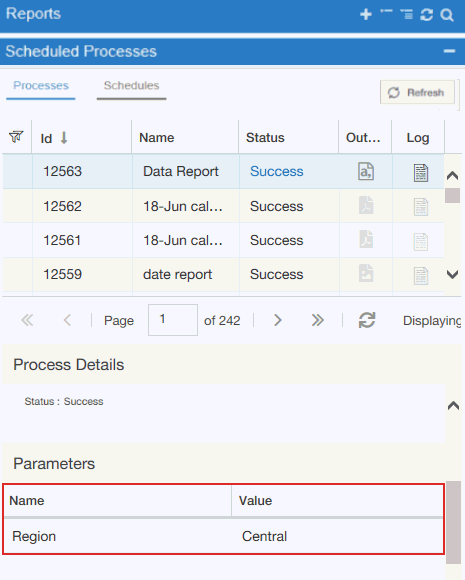 Reports
Scheduled Processes
Processes Schedules Refresh
Id Name Status Out... Log
12563 Data Report Success
12562 18-Jun cal... Success
12561 18-Jun cal... Success
12559 date report Success
Page 1 of 242 Displaying
Process Details
Status : Success
Parameters
Name Value
Region Central